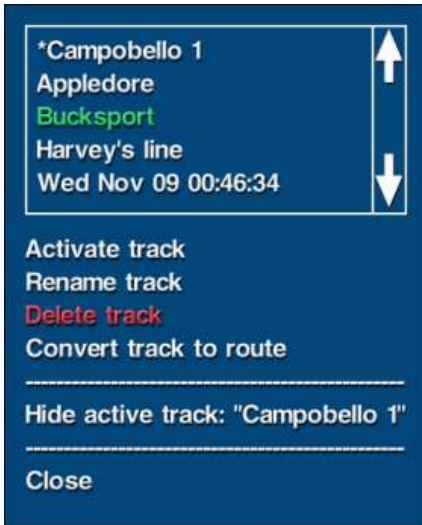 *Campobello 1
Appledore
Bucksport
Harvey's line
Wed Nov 09 00:46:34
Activate track
Rename track
Delete track
Convert track to route
Hide active track: "Campobello 1"
Close